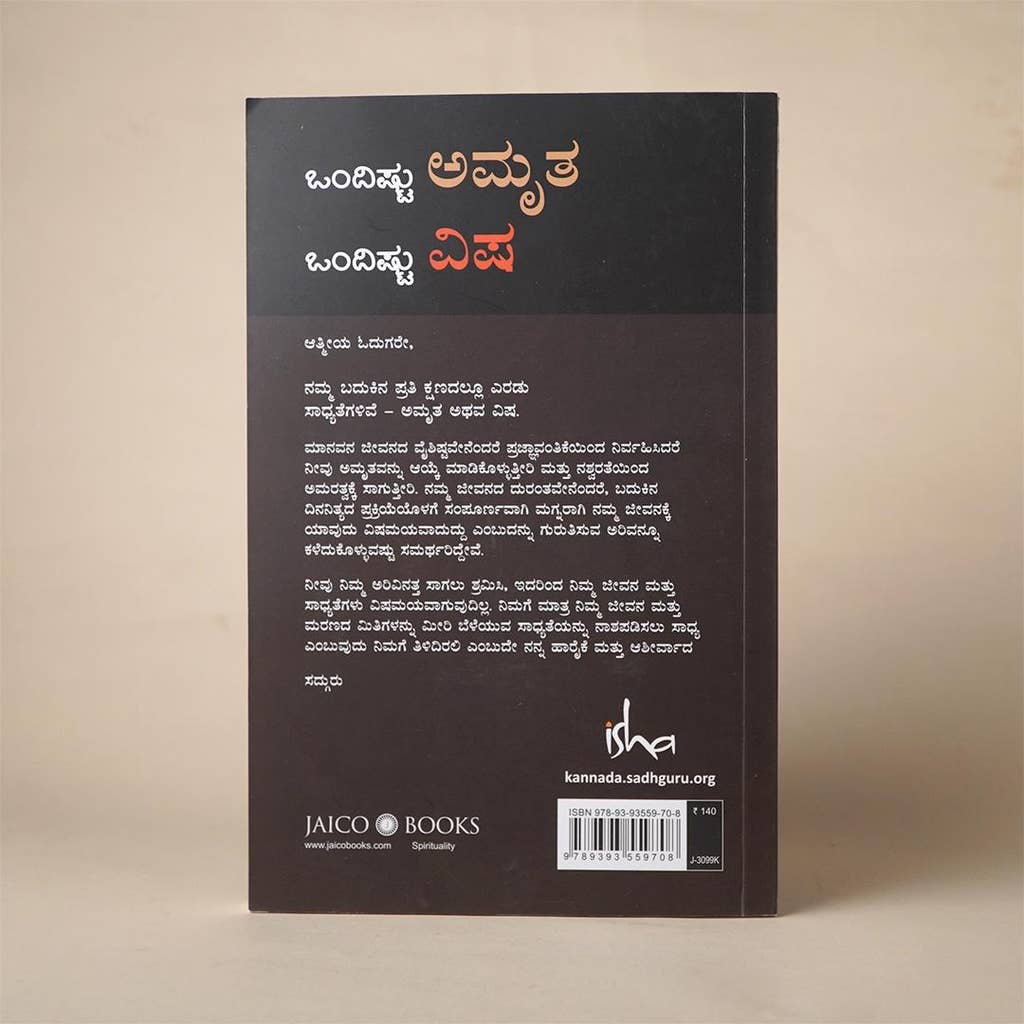 ಒಂದಿಷ್ಟು ಅಮೃತ
ಒಂದಿಷ್ಟು ವಿಷ
ಆತ್ಮೀಯ ಓದುಗರೇ,
ನಮ್ಮ ಬದುಕಿನ ಪ್ರತಿ ಕ್ಷಣದಲ್ಲೂ ಎರಡು
ಸಾಧ್ಯತೆಗಳಿವೆ – ಅಮೃತ ಅಥವ ವಿಷ.
ಮಾನವನ ಜೀವನದ ವೈಶಿಷ್ಟವೇನೆಂದರೆ ಪ್ರಜ್ಞಾವಂತಿಕೆಯಿಂದ ನಿರ್ವಹಿಸಿದರೆ
ನೀವು ಅಮೃತವನ್ನು ಆಯ್ಕೆ ಮಾಡಿಕೊಳ್ಳುತ್ತೀರಿ ಮತ್ತು ನಶ್ವರತೆಯಿಂದ
ಅಮರತ್ವಕ್ಕೆ ಸಾಗುತ್ತೀರಿ. ನಮ್ಮ ಜೀವನದ ದುರಂತವೇನೆಂದರೆ, ಬದುಕಿನ
ದಿನನಿತ್ಯದ ಪ್ರಕ್ರಿಯೆಯೊಳಗೆ ಸಂಪೂರ್ಣವಾಗಿ ಮಗ್ನರಾಗಿ ನಮ್ಮ ಜೀವನಕ್ಕೆ
ಯಾವುದು ವಿಷಮಯವಾದುದ್ದು ಎಂಬುದನ್ನು ಗುರುತಿಸುವ ಅರಿವನ್ನೂ
ಕಳೆದುಕೊಳ್ಳುವಷ್ಟು ಸಮರ್ಥರಿದ್ದೇವೆ.
ನೀವು ನಿಮ್ಮ ಅರಿವಿನತ್ತ ಸಾಗಲು ಶ್ರಮಿಸಿ, ಇದರಿಂದ ನಿಮ್ಮ ಜೀವನ ಮತ್ತು
ಸಾಧ್ಯತೆಗಳು ವಿಷಮಯವಾಗುವುದಿಲ್ಲ. ನಿಮಗೆ ಮಾತ್ರ ನಿಮ್ಮ ಜೀವನ ಮತ್ತು
ಮರಣದ ಮಿತಿಗಳನ್ನು ಮೀರಿ ಬೆಳೆಯುವ ಸಾಧ್ಯತೆಯನ್ನು ನಾಶಪಡಿಸಲು ಸಾಧ್ಯ
ಎಂಬುವುದು ನಿಮಗೆ ತಿಳಿದಿರಲಿ ಎಂಬುದೇ ನನ್ನ ಹಾರೈಕೆ ಮತ್ತು ಆಶೀರ್ವಾದ
ಸದ್ಗುರು
isha
kannada.sadhguru.org
JAICO BOOKS
www.jaicobooks.com Spirituality
ISBN 978-93-93559-70-8 ₹ 140
9 789393 559708 J-3099K